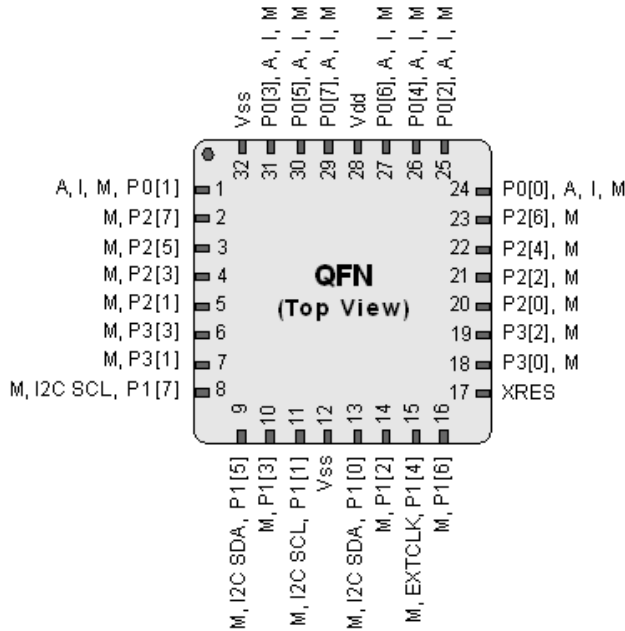 Vss
P0[3], A, I, M
P0[5], A, I, M
P0[7], A, I, M
Vdd
P0[6], A, I, M
P0[4], A, I, M
P0[2], A, I, M
32
31
30
29
28
27
26
25
A, I, M, P0[1] 1
M, P2[7] 2
M, P2[5] 3
M, P2[3] 4
M, P2[1] 5
M, P3[3] 6
M, P3[1] 7
M, I2C SCL, P1[7] 8
QFN
(Top View)
24 P0[0], A, I, M
23 P2[6], M
22 P2[4], M
21 P2[2], M
20 P2[0], M
19 P3[2], M
18 P3[0], M
17 XRES
9
10
11
12
13
14
15
16
M, I2C SDA, P1[5]
M, P1[3]
M, I2C SCL, P1[1]
Vss
M, I2C SDA, P1[0]
M, P1[2]
M, EXTCLK, P1[4]
M, P1[6]